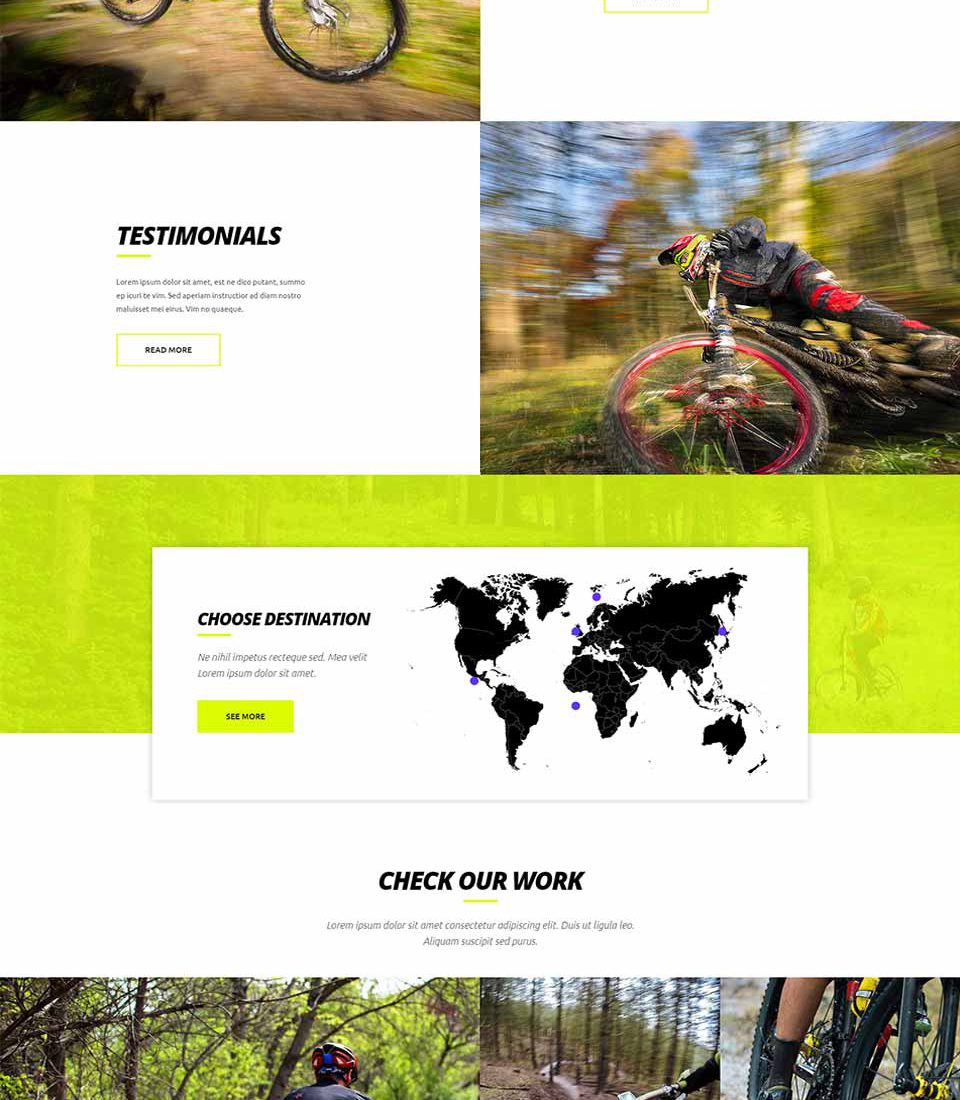 TESTIMONIALS
Lorem ipsum dolor sit amet, est ne dico putant, summo
ep icuri te vim. Sed aperiam instructior ad diam nostro
maluisset mei eirus. Vim no quaeque.
READ MORE
CHOOSE DESTINATION
Ne nihil impetus recteque sed. Mea velit
Lorem ipsum dolor sit amet.
SEE MORE
CHECK OUR WORK
Lorem ipsum dolor sit amet consectetur adipiscing elit. Duis ut ligula leo.
Aliquam suscipit sed purus.